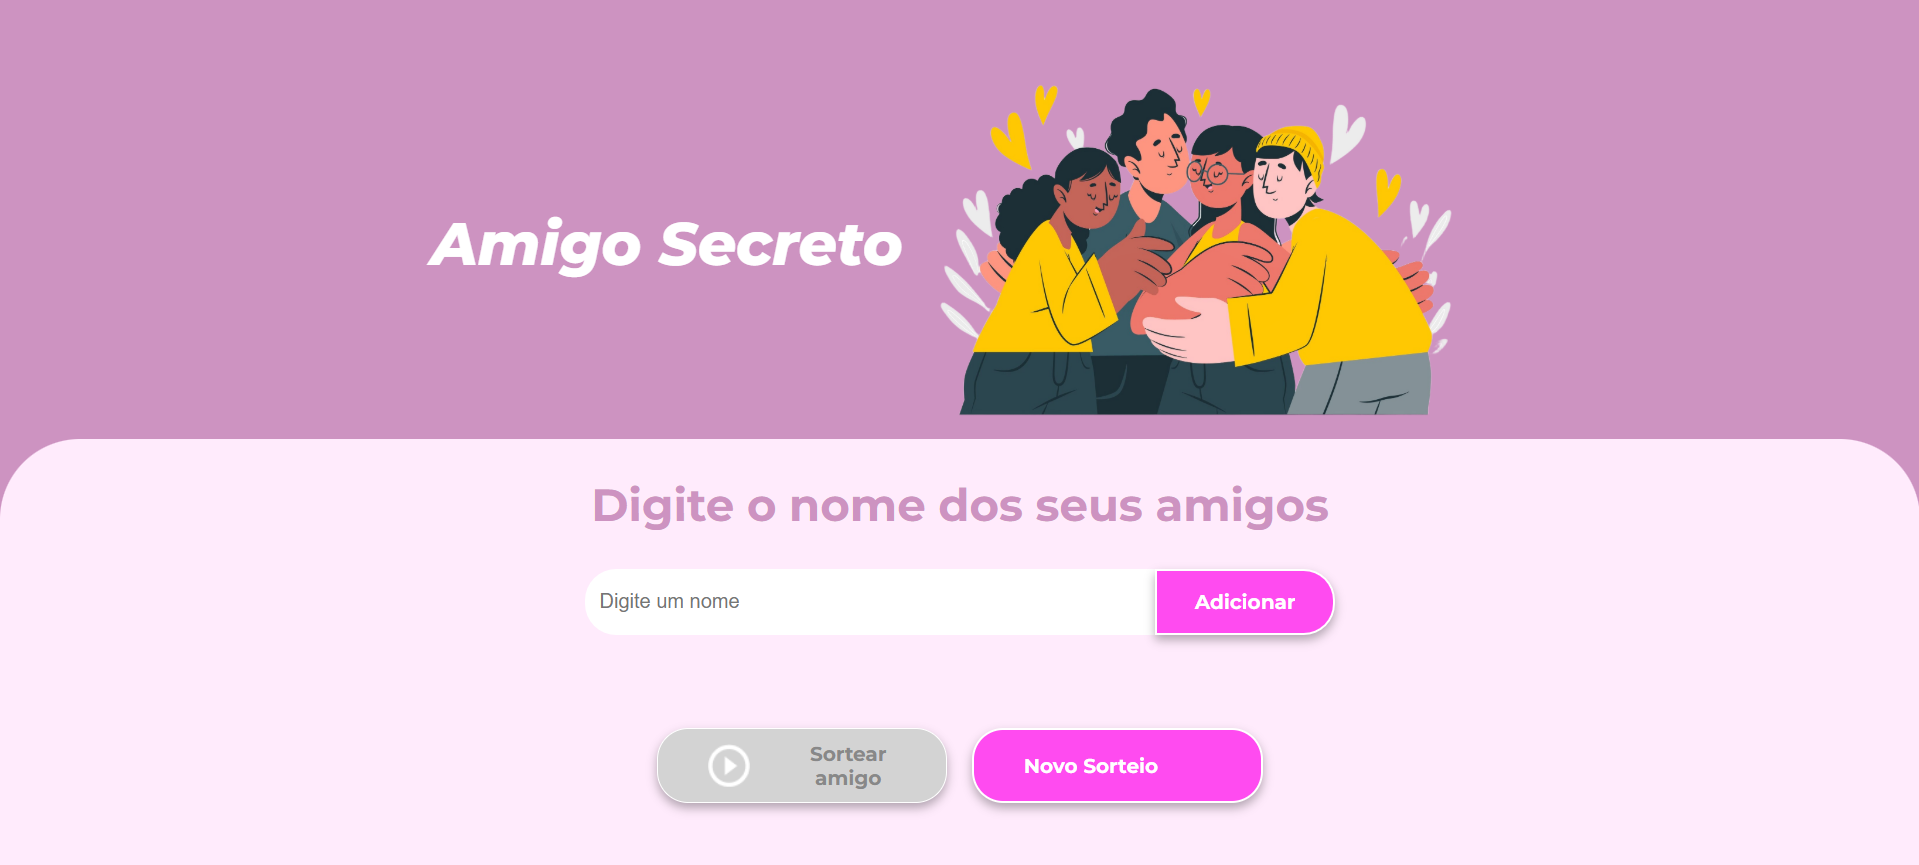 Amigo Secreto
Digite o nome dos seus amigos
Digite um nome
Adicionar
Sortear
amigo
Novo Sorteio